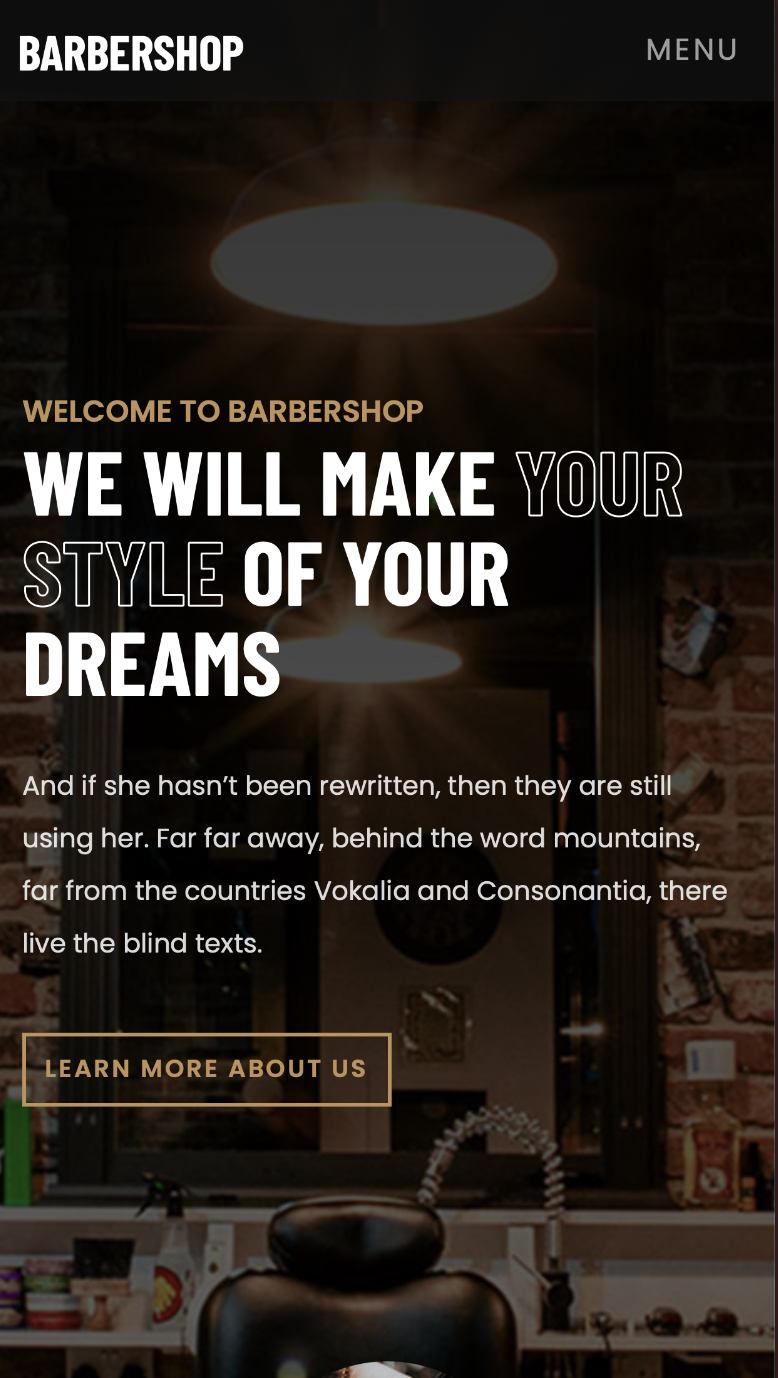 BARBERSHOP
MENU
WELCOME TO BARBERSHOP
WE WILL MAKE YOUR
STYLE OF YOUR
DREAMS
And if she hasn’t been rewritten, then they are still
using her. Far far away, behind the word mountains,
far from the countries Vokalia and Consonantia, there
live the blind texts.
LEARN MORE ABOUT US